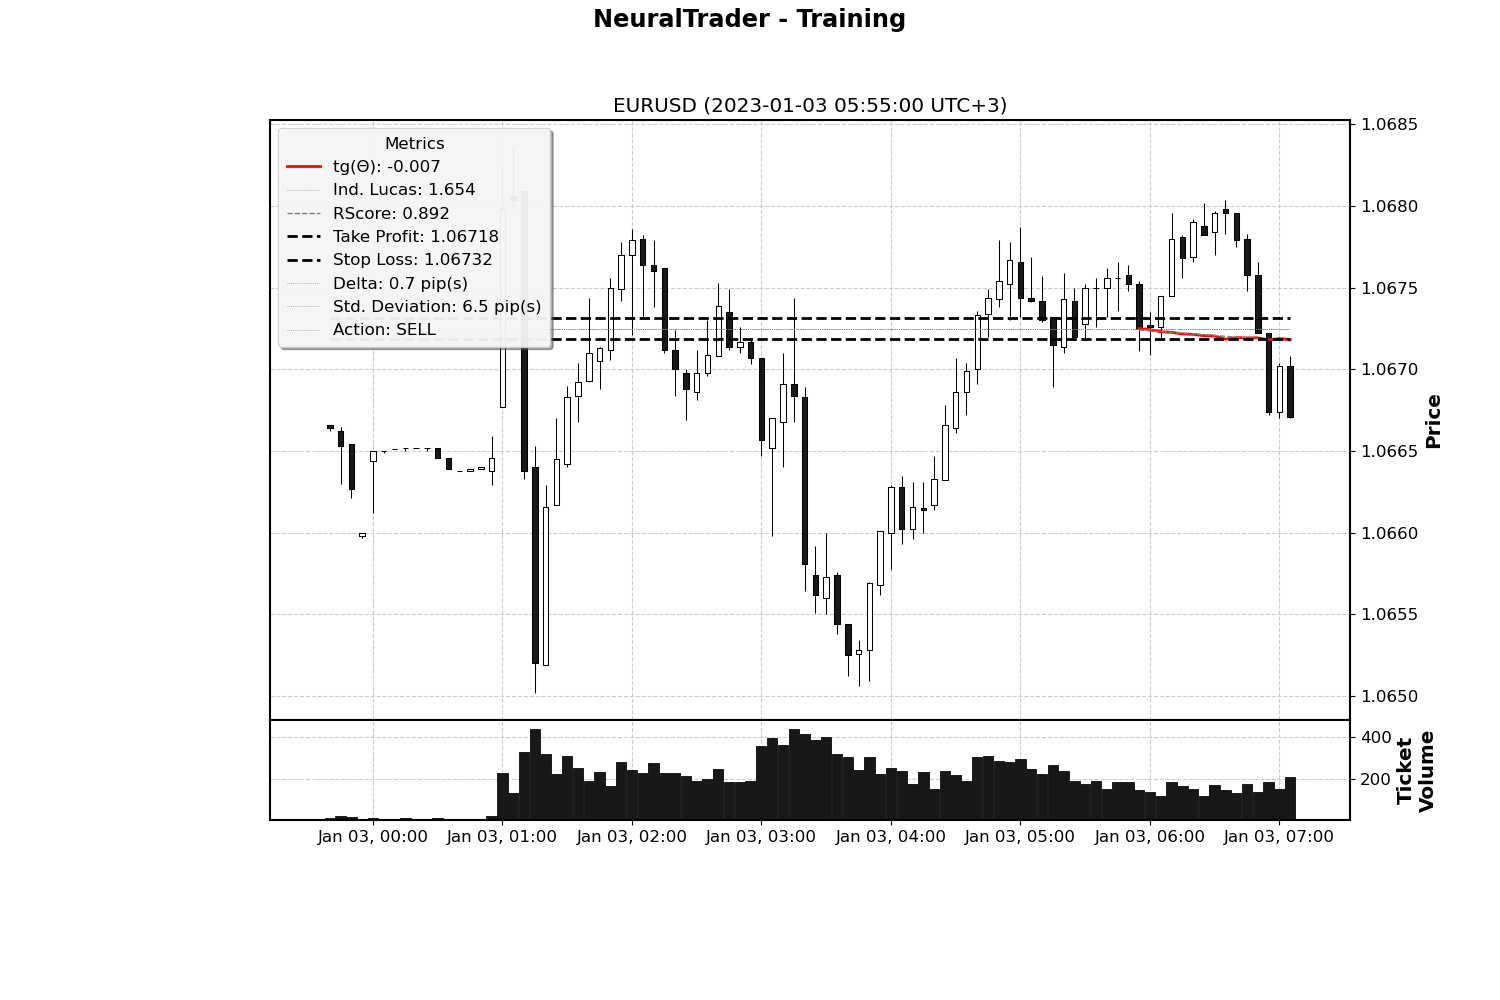 NeuralTrader - Training
EURUSD (2023-01-03 05:55:00 UTC+3)
Metrics
tg(Θ): -0.007
Ind. Lucas: 1.654
RScore: 0.892
Take Profit: 1.06718
Stop Loss: 1.06732
Delta: 0.7 pip(s)
Std. Deviation: 6.5 pip(s)
Action: SELL
1.0685
1.0680
1.0675
1.0670
1.0665
1.0660
1.0655
1.0650
Price
400
200
Ticket
Volume
Jan 03, 00:00
Jan 03, 01:00
Jan 03, 02:00
Jan 03, 03:00
Jan 03, 04:00
Jan 03, 05:00
Jan 03, 06:00
Jan 03, 07:00